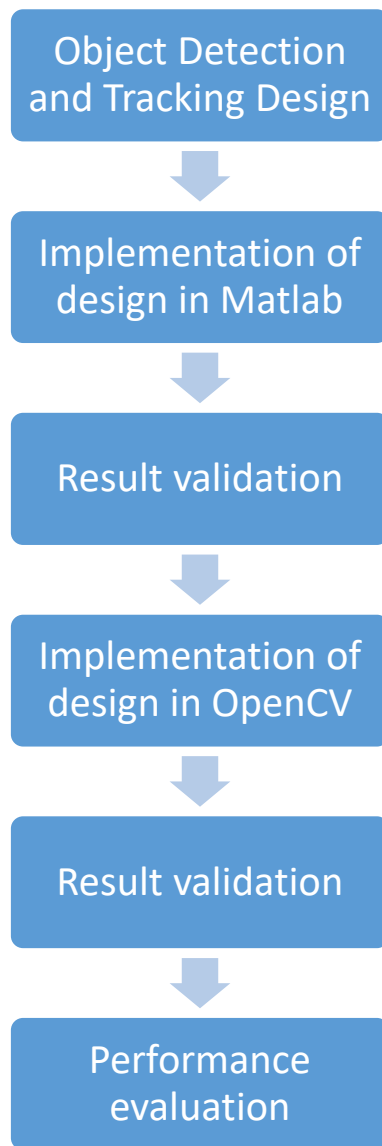 Object Detection
and Tracking Design
Implementation of
design in Matlab
Result validation
Implementation of
design in OpenCV
Result validation
Performance
evaluation